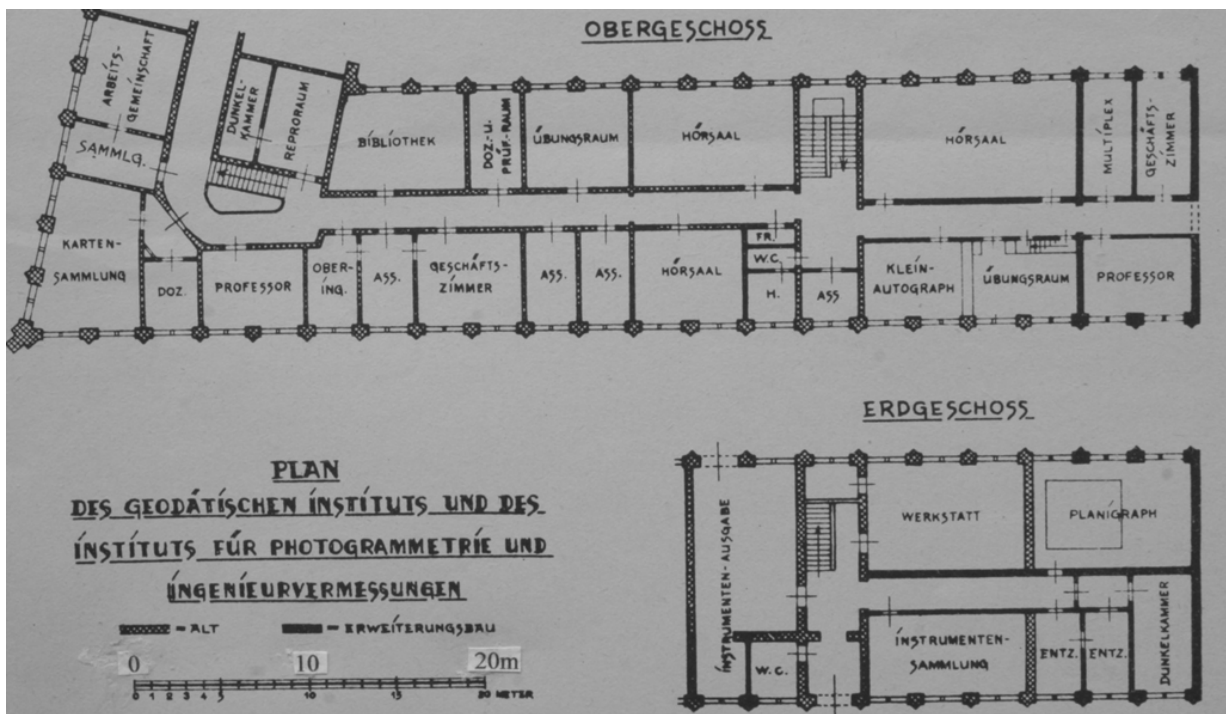 OBERGESCHOSS
ARBEITS-
GEMEINSCHAFT
SAMMLG.
DUNKEL-
KAMMER
REPRORAUM
BIBLIOTHEK
DOZ.-U.
PRÜF.-RAUM
ÜBUNGSRAUM
HÖRSAAL
HÖRSAAL
MULTIPLEX
GESCHÄFTS-
ZIMMER
KARTEN-
SAMMLUNG
DOZ.
PROFESSOR
OBER-
ING.
ASS.
GESCHÄFTS-
ZIMMER
ASS.
ASS.
HÖRSAAL
FR.
W.C.
H.
ASS
KLEIN-
AUTOGRAPH
ÜBUNGSRAUM
PROFESSOR
ERDGESCHOSS
INSTRUMENTEN-AUSGABE
W.C.
WERKSTATT
PLANIGRAPH
INSTRUMENTEN-
SAMMLUNG
ENTZ.
ENTZ.
DUNKELKAMMER
PLAN
DES GEODÄTISCHEN INSTITUTS UND DES
INSTITUTS FÜR PHOTOGRAMMETRIE UND
INGENIEURVERMESSUNGEN
= ALT
= ERWEITERUNGSBAU
0 10 20m
0 1 2 3 4 5 10 15 20 METER